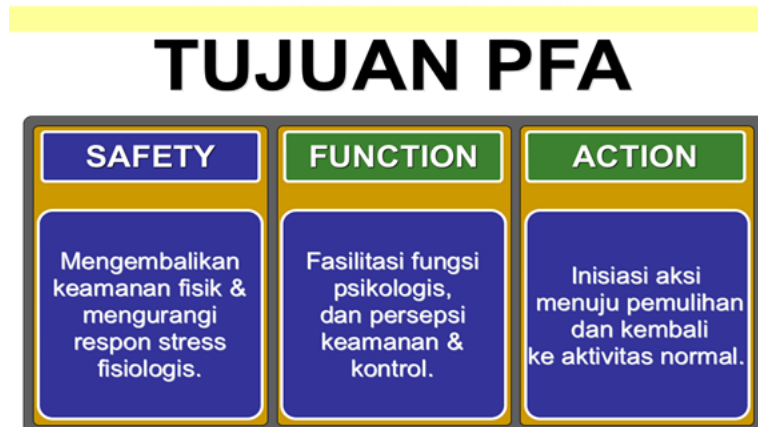 TUJUAN PFA
SAFETY
Mengembalikan
keamanan fisik &
mengurangi
respon stress
fisiologis.
FUNCTION
Fasilitasi fungsi
psikologis,
dan persepsi
keamanan &
kontrol.
ACTION
Inisiasi aksi
menuju pemulihan
dan kembali
ke aktivitas normal.